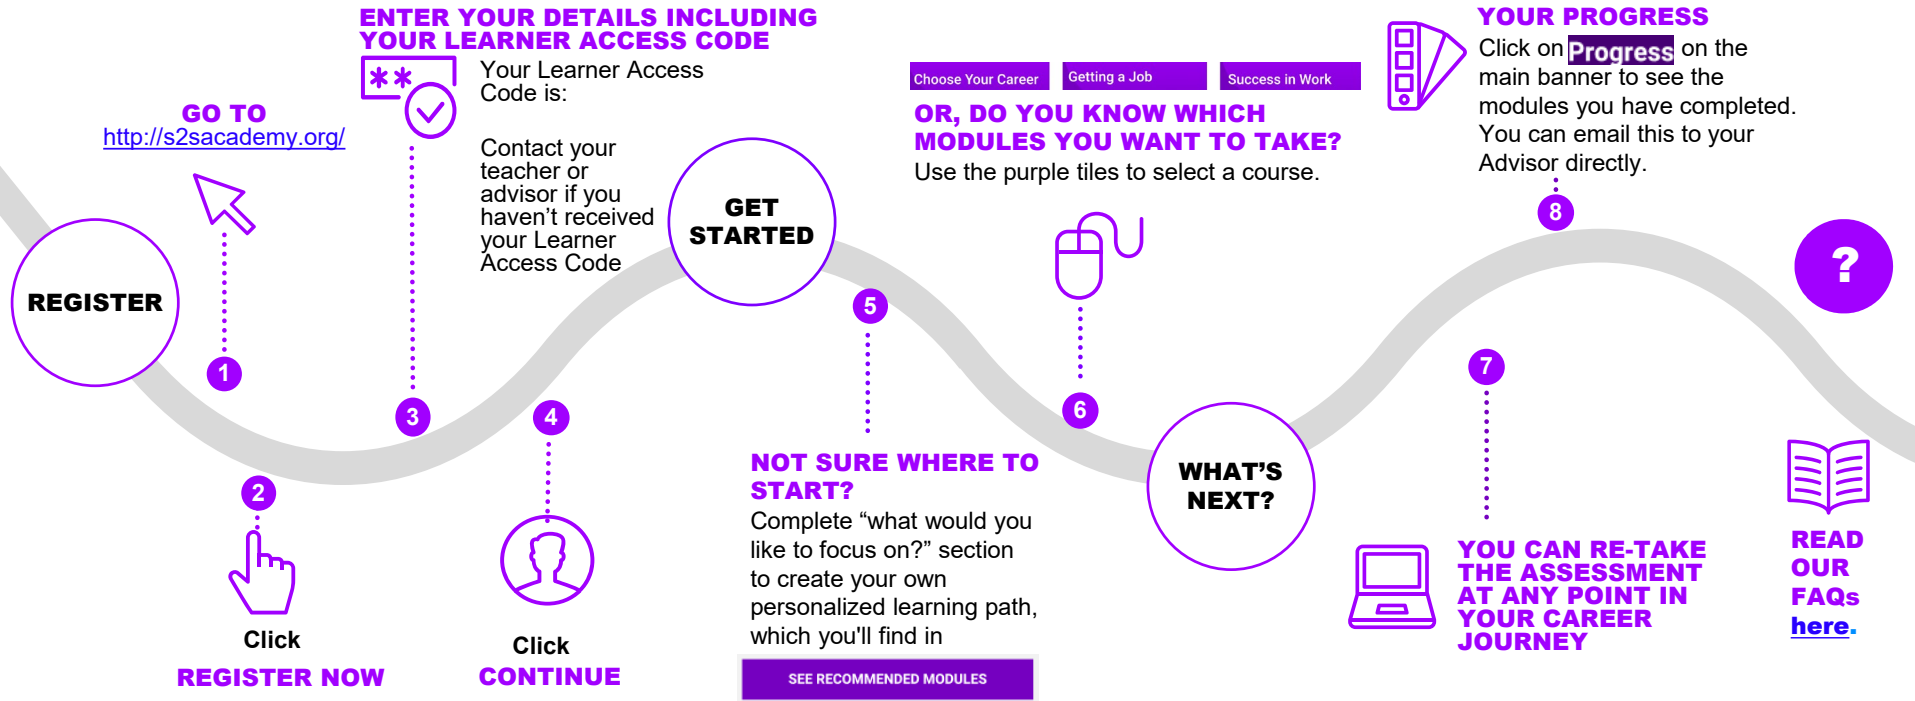 REGISTER
GO TO
http://s2sacademy.org/
1
2
Click
REGISTER NOW
ENTER YOUR DETAILS INCLUDING
YOUR LEARNER ACCESS CODE
**
Your Learner Access
Code is:
Contact your
teacher or
advisor if you
haven’t received
your Learner
Access Code
3
4
Click
CONTINUE
GET
STARTED
5
NOT SURE WHERE TO
START?
Complete “what would you
like to focus on?” section
to create your own
personalized learning path,
which you'll find in
SEE RECOMMENDED MODULES
Choose Your Career
Getting a Job
Success in Work
OR, DO YOU KNOW WHICH
MODULES YOU WANT TO TAKE?
Use the purple tiles to select a course.
6
WHAT’S
NEXT?
7
YOU CAN RE-TAKE
THE ASSESSMENT
AT ANY POINT IN
YOUR CAREER
JOURNEY
YOUR PROGRESS
Click on Progress on the
main banner to see the
modules you have completed.
You can email this to your
Advisor directly.
8
?
READ
OUR
FAQs
here.